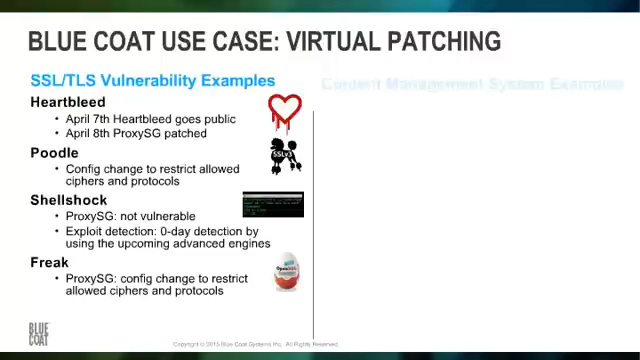 BLUE COAT USE CASE: VIRTUAL PATCHING
SSL/TLS Vulnerability Examples
Content Management System Examples
Heartbleed
• April 7th Heartbleed goes public
• April 8th ProxySG patched
Poodle
• Config change to restrict allowed
ciphers and protocols
SSLv3
Shellshock
• ProxySG: not vulnerable
• Exploit detection: 0-day detection by
using the upcoming advanced engines
Freak
• ProxySG: config change to restrict
allowed ciphers and protocols
OpenSSL
BLUE
COAT
Copyright © 2015 Blue Coat Systems Inc. All Rights Reserved.